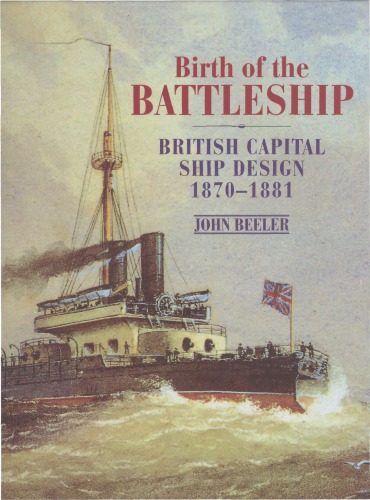 Birth of the
BATTLESHIP
BRITISH CAPITAL
SHIP DESIGN
1870–1881
JOHN BEELER